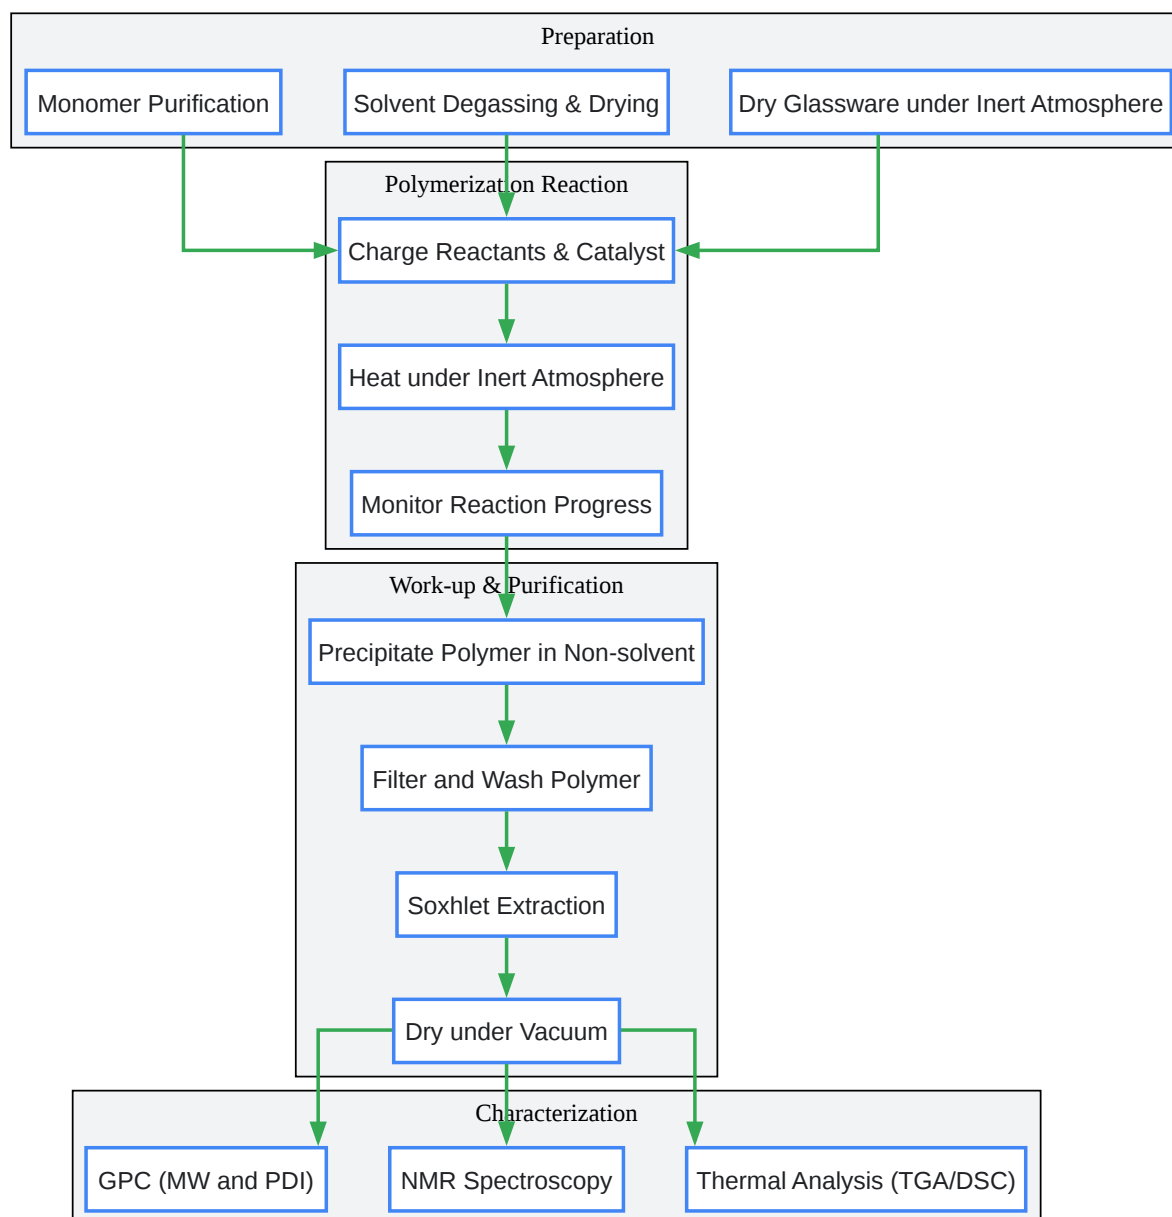 Preparation
Monomer Purification
Solvent Degassing & Drying
Dry Glassware under Inert Atmosphere
Polymerization Reaction
Charge Reactants & Catalyst
Heat under Inert Atmosphere
Monitor Reaction Progress
Work-up & Purification
Precipitate Polymer in Non-solvent
Filter and Wash Polymer
Soxhlet Extraction
Dry under Vacuum
Characterization
GPC (MW and PDI)
NMR Spectroscopy
Thermal Analysis (TGA/DSC)